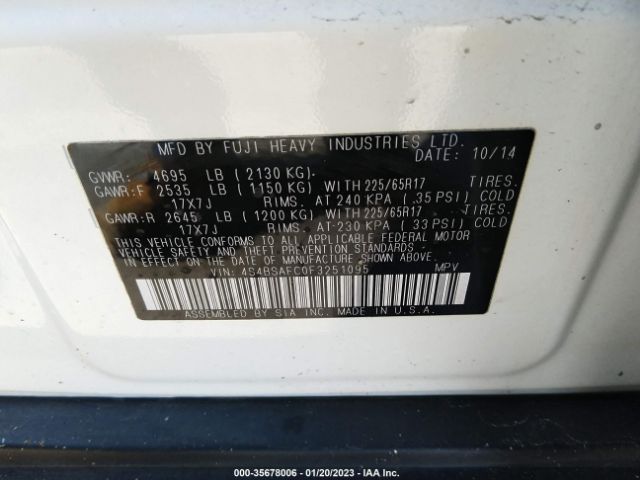 MFD BY FUJI HEAVY INDUSTRIES LTD.
DATE: 10/14
GVWR: 4695 LB (2130 KG).
GAWR:F 2535 LB (1150 KG) WITH 225/65R17 TIRES.
17X7J RIMS. AT 240 KPA (35 PSI) COLD
GAWR:R 2645 LB (1200 KG) WITH 225/65R17 TIRES.
17X7J RIMS. AT 230 KPA (33 PSI) COLD
THIS VEHICLE CONFORMS TO ALL APPLICABLE FEDERAL MOTOR
VEHICLE SAFETY AND THEFT PREVENTION STANDARDS
IN EFFECT ON THE DATE OF MANUFACTURE SHOWN ABOVE.
VIN: 4S4BSAFC0F3251095 MPV
ASSEMBLED BY SIA INC. MADE IN U.S.A.
000-35678006 - 01/20/2023 - IAA Inc.